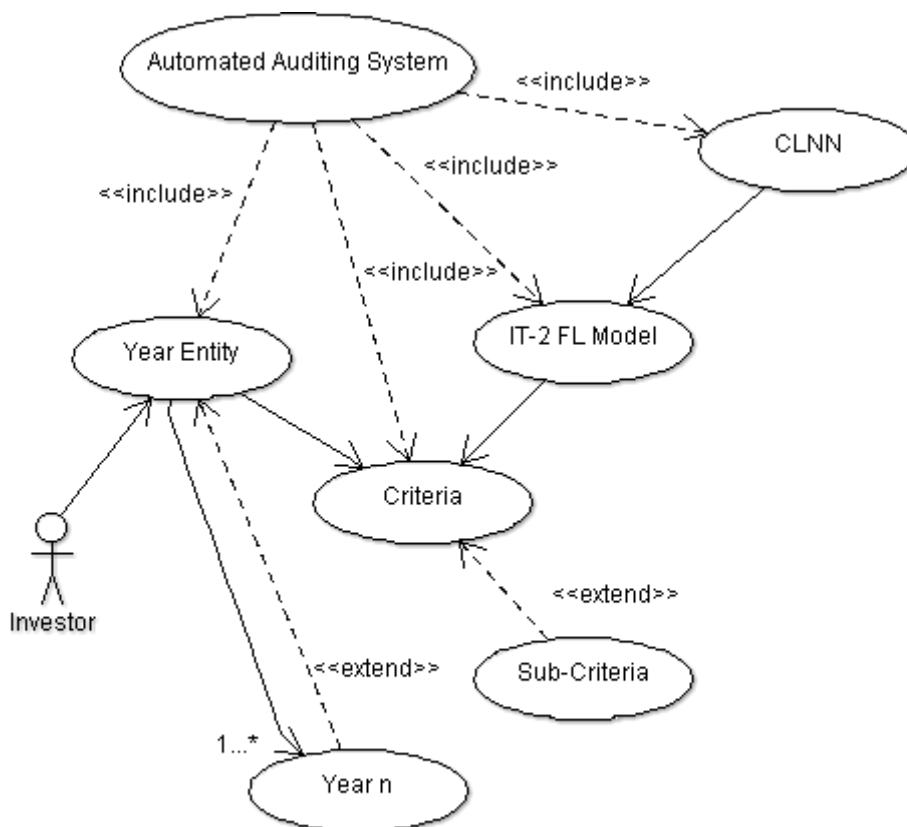 Automated Auditing System
<<include>>
CLNN
<<include>>
<<include>>
<<include>>
IT-2 FL Model
Year Entity
Criteria
<<extend>>
Investor
<<extend>>
Sub-Criteria
1...*
Year n